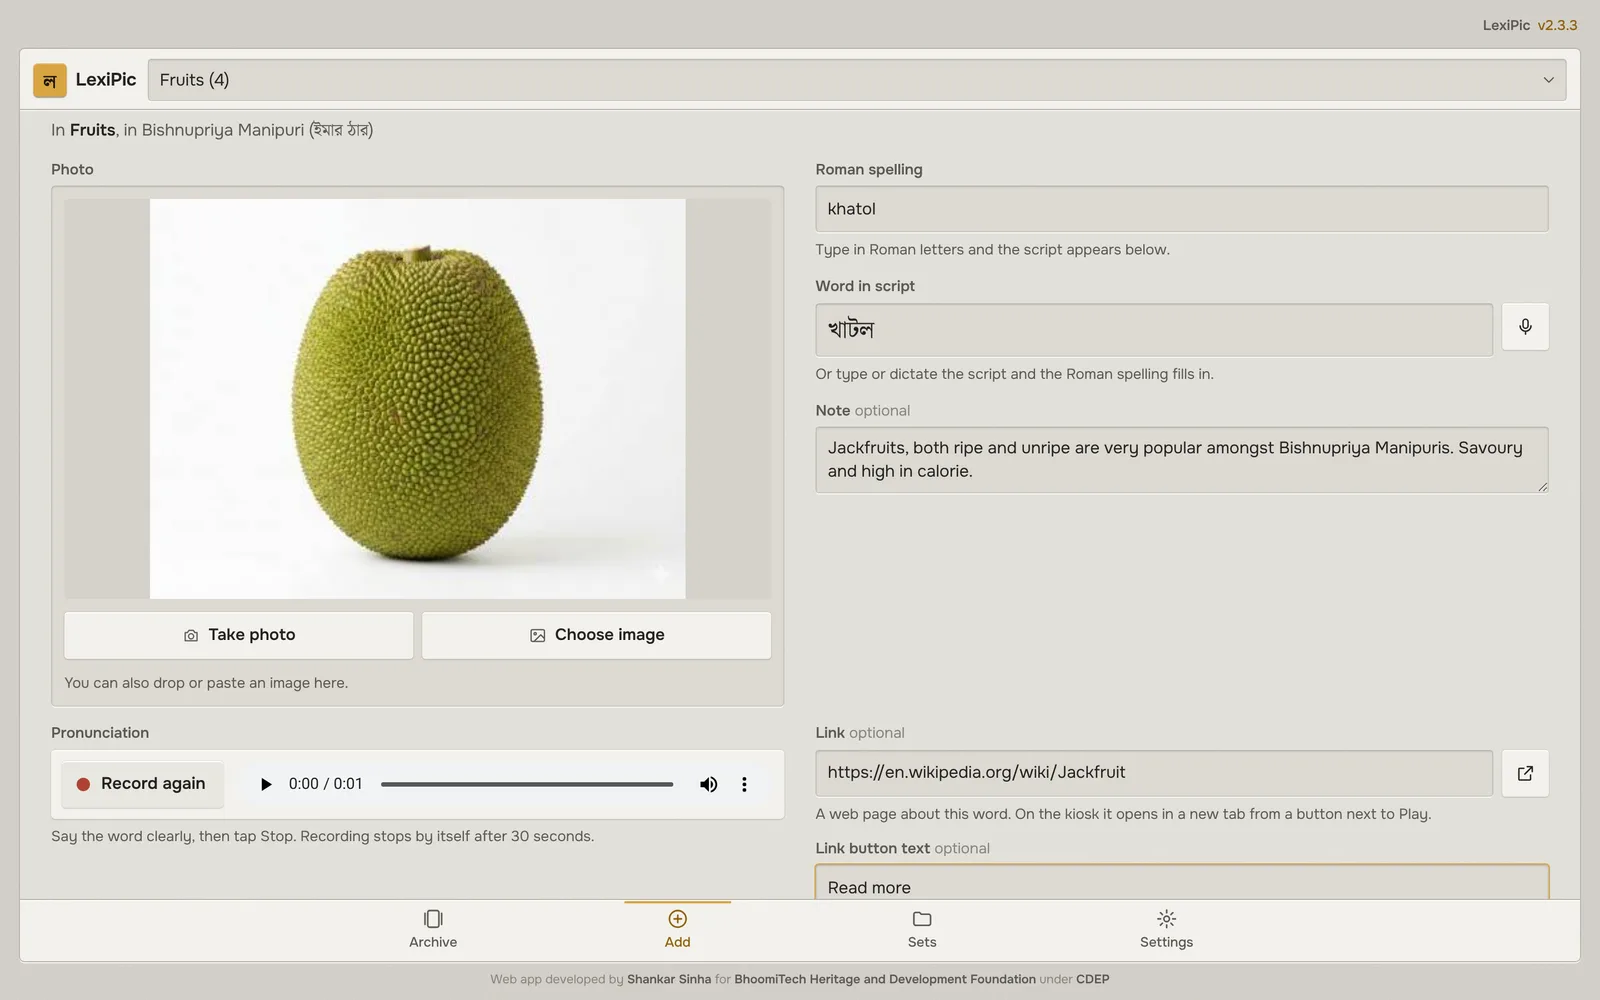 LexiPic v2.3.3
ল LexiPic Fruits (4)
In Fruits, in Bishnupriya Manipuri (ইমার ঠার)
Photo
Take photo
Choose image
You can also drop or paste an image here.
Pronunciation
Record again
0:00 / 0:01
Say the word clearly, then tap Stop. Recording stops by itself after 30 seconds.
Roman spelling
khatol
Type in Roman letters and the script appears below.
Word in script
খাটল
Or type or dictate the script and the Roman spelling fills in.
Note optional
Jackfruits, both ripe and unripe are very popular amongst Bishnupriya Manipuris. Savoury
and high in calorie.
Link optional
https://en.wikipedia.org/wiki/Jackfruit
A web page about this word. On the kiosk it opens in a new tab from a button next to Play.
Link button text optional
Read more
Archive
Add
Sets
Settings
Web app developed by Shankar Sinha for BhoomiTech Heritage and Development Foundation under CDEP